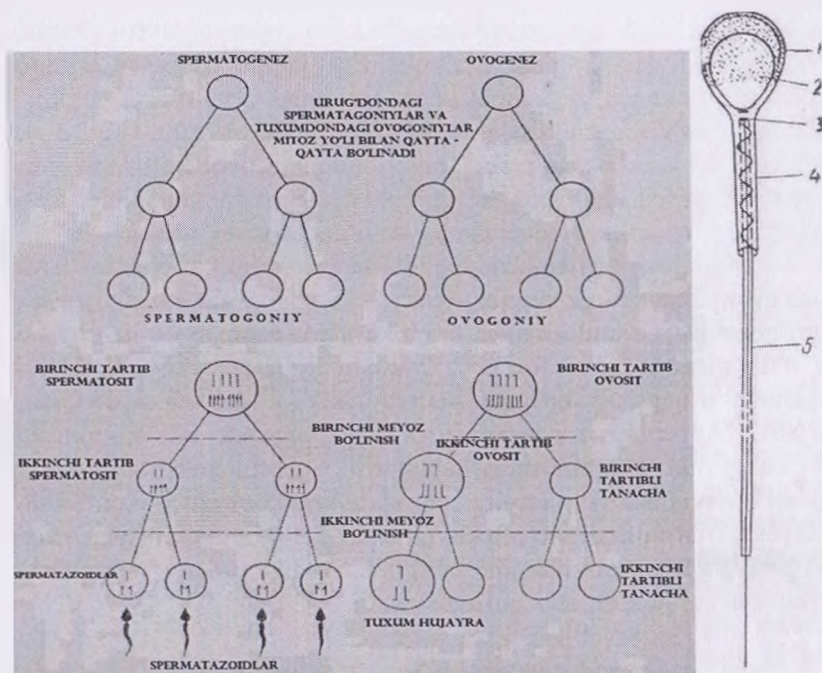 SPERMATOGENEZ
OVOGENEZ
URUG'DONDAGI
SPERMATAGONIYLAR VA
TUXUMDONDAGI OVOGONIYLAR
MITOZ YO'LI BILAN QAYTA -
QAYTA BO'LINADI
SPERMATOGONIY
OVOGONIY
BIRINCHI TARTIB
SPERMATOSIT
BIRINCHI TARTIB
OVOSIT
BIRINCHI MEYOZ
BO'LINISH
IKKINCHI TARTIB
OVOSIT
IKKINCHI TARTIB
SPERMATOSIT
BIRINCHI
TARTIBLI
TANACHA
IKKINCHI MEYOZ
BO'LINISH
SPERMATAZOIDLAR
IKKINCHI
TARTIBLI
TANACHA
TUXUM HUJAYRA
SPERMATAZOIDLAR
1
2
3
4
5